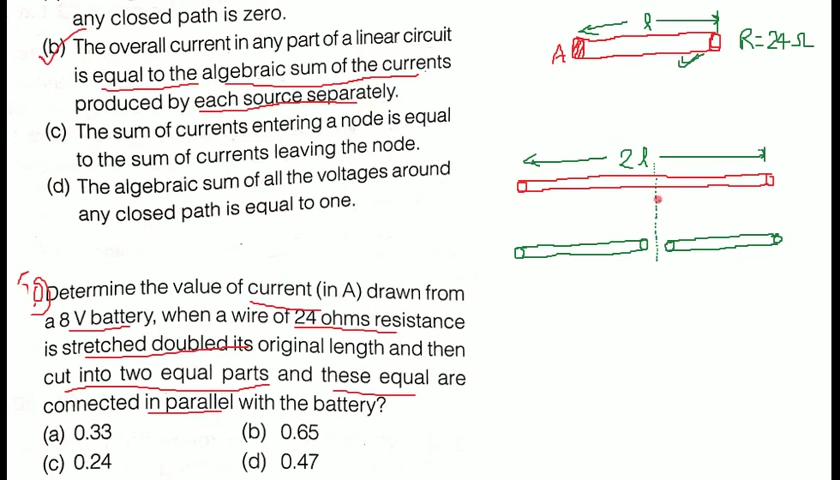 any closed path is zero.
(b) The overall current in any part of a linear circuit
is equal to the algebraic sum of the currents
produced by each source separately.
(c) The sum of currents entering a node is equal
to the sum of currents leaving the node.
(d) The algebraic sum of all the voltages around
any closed path is equal to one.
Determine the value of current (in A) drawn from
a 8 V battery, when a wire of 24 ohms resistance
is stretched doubled its original length and then
cut into two equal parts and these equal are
connected in parallel with the battery?
(a) 0.33 (b) 0.65
(c) 0.24 (d) 0.47
l
A R=24Ω
2l